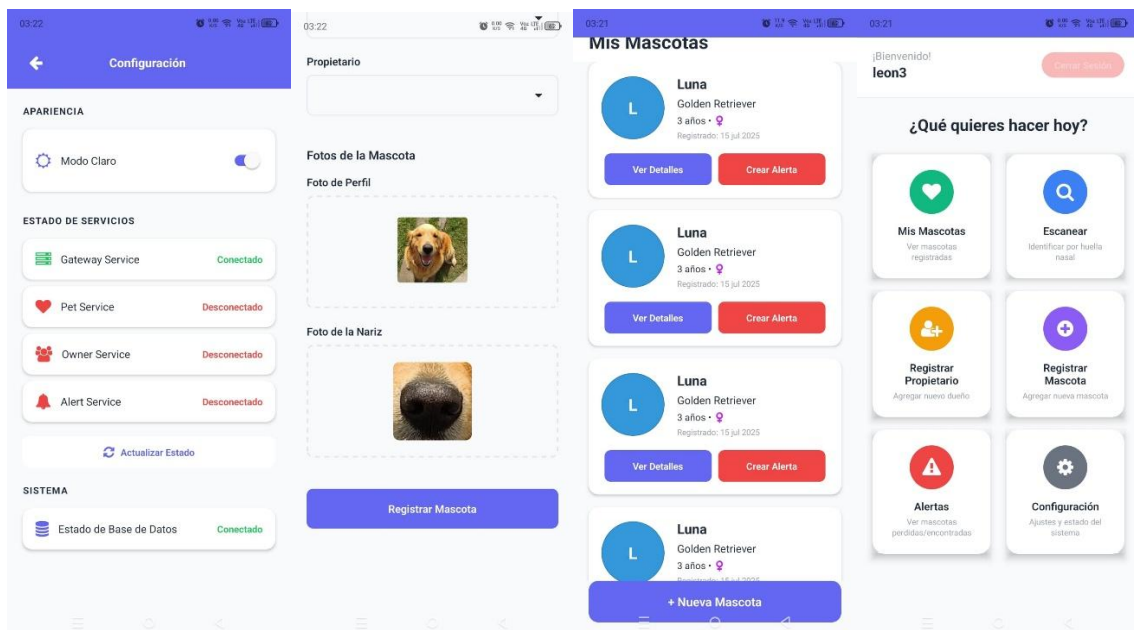 03:22
Configuración
APARIENCIA
Modo Claro
ESTADO DE SERVICIOS
Gateway Service Conectado
Pet Service Desconectado
Owner Service Desconectado
Alert Service Desconectado
Actualizar Estado
SISTEMA
Estado de Base de Datos Conectado
03:22
Propietario
Fotos de la Mascota
Foto de Perfil
Foto de la Nariz
Registrar Mascota
03:21
Mis Mascotas
L
Luna
Golden Retriever
3 años •
Registrado: 15 jul 2025
Ver Detalles Crear Alerta
L
Luna
Golden Retriever
3 años •
Registrado: 15 jul 2025
Ver Detalles Crear Alerta
L
Luna
Golden Retriever
3 años •
Registrado: 15 jul 2025
Ver Detalles Crear Alerta
L
Luna
Golden Retriever
3 años •
Registrado: 15 jul 2025
+ Nueva Mascota
03:21
¡Bienvenido!
leon3
Cerrar Sesión
¿Qué quieres hacer hoy?
Mis Mascotas
Ver mascotas
registradas
Escanear
Identificar por huella
nasal
Registrar
Propietario
Agregar nuevo dueño
Registrar
Mascota
Agregar nueva mascota
Alertas
Ver mascotas
perdidas/encontradas
Configuración
Ajustes y estado del
sistema